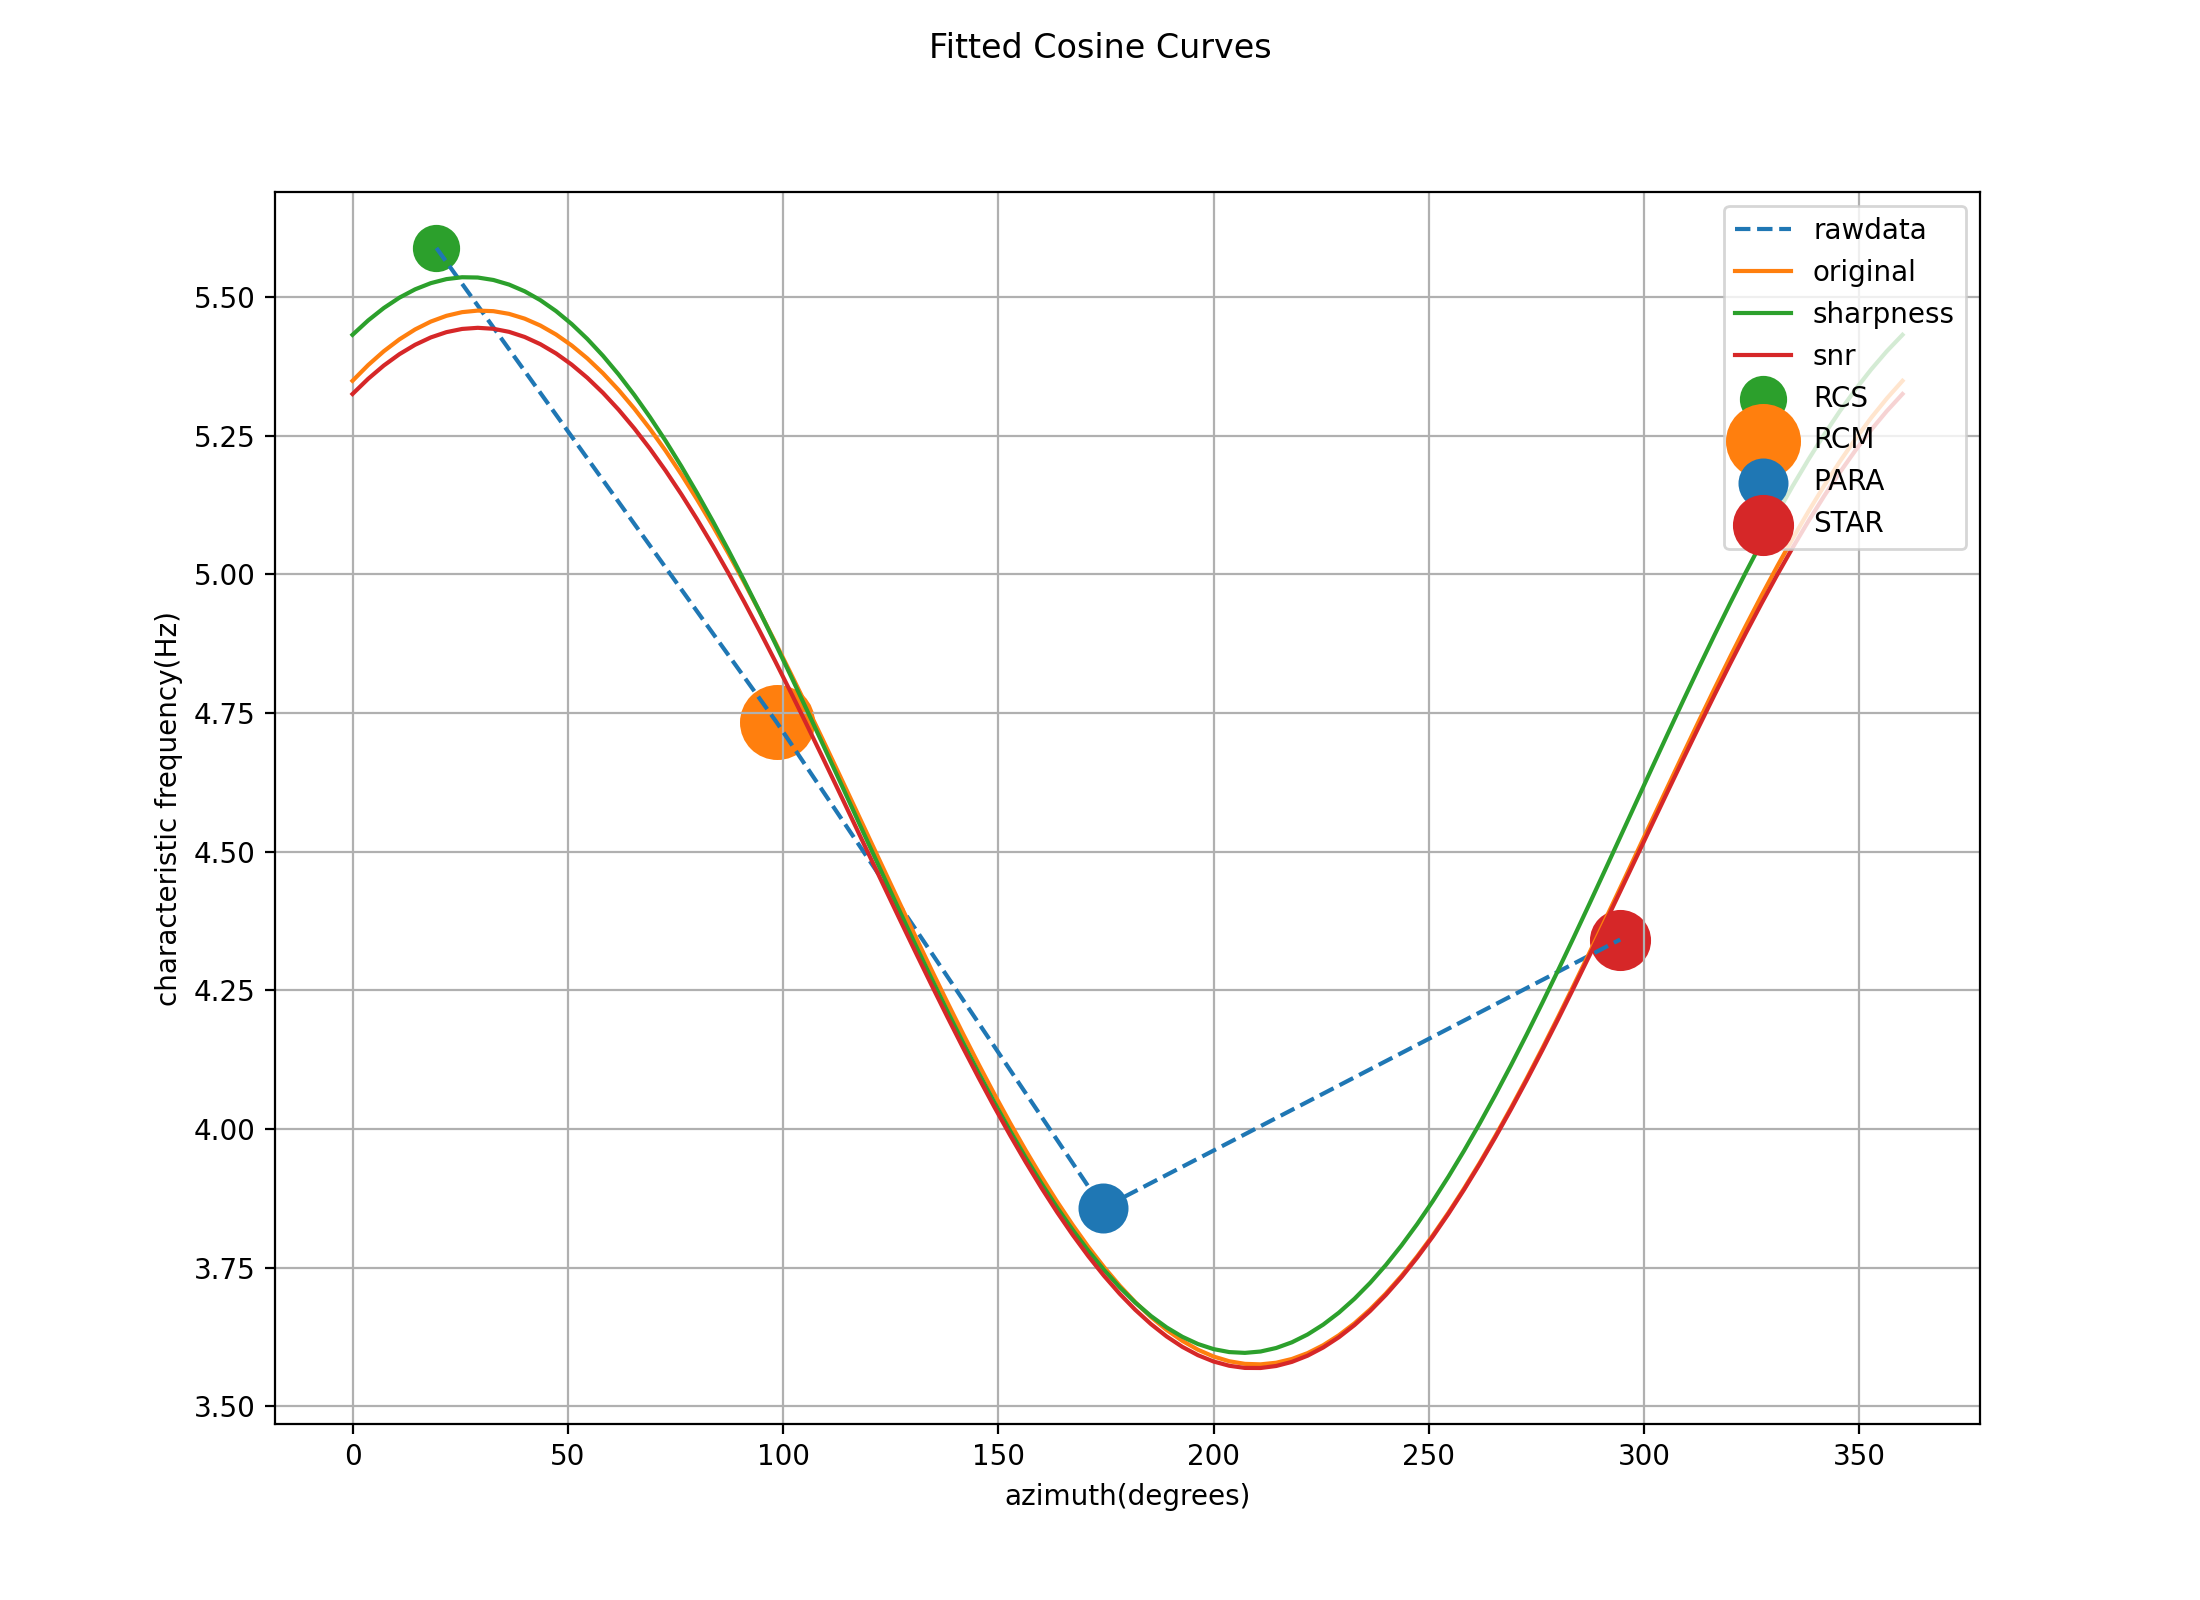 Fitted Cosine Curves
rawdata
original
sharpness
snr
RCS
RCM
PARA
STAR
5.50
5.25
5.00
4.75
4.50
4.25
4.00
3.75
3.50
characteristic frequency(Hz)
0 50 100 150 200 250 300 350
azimuth(degrees)